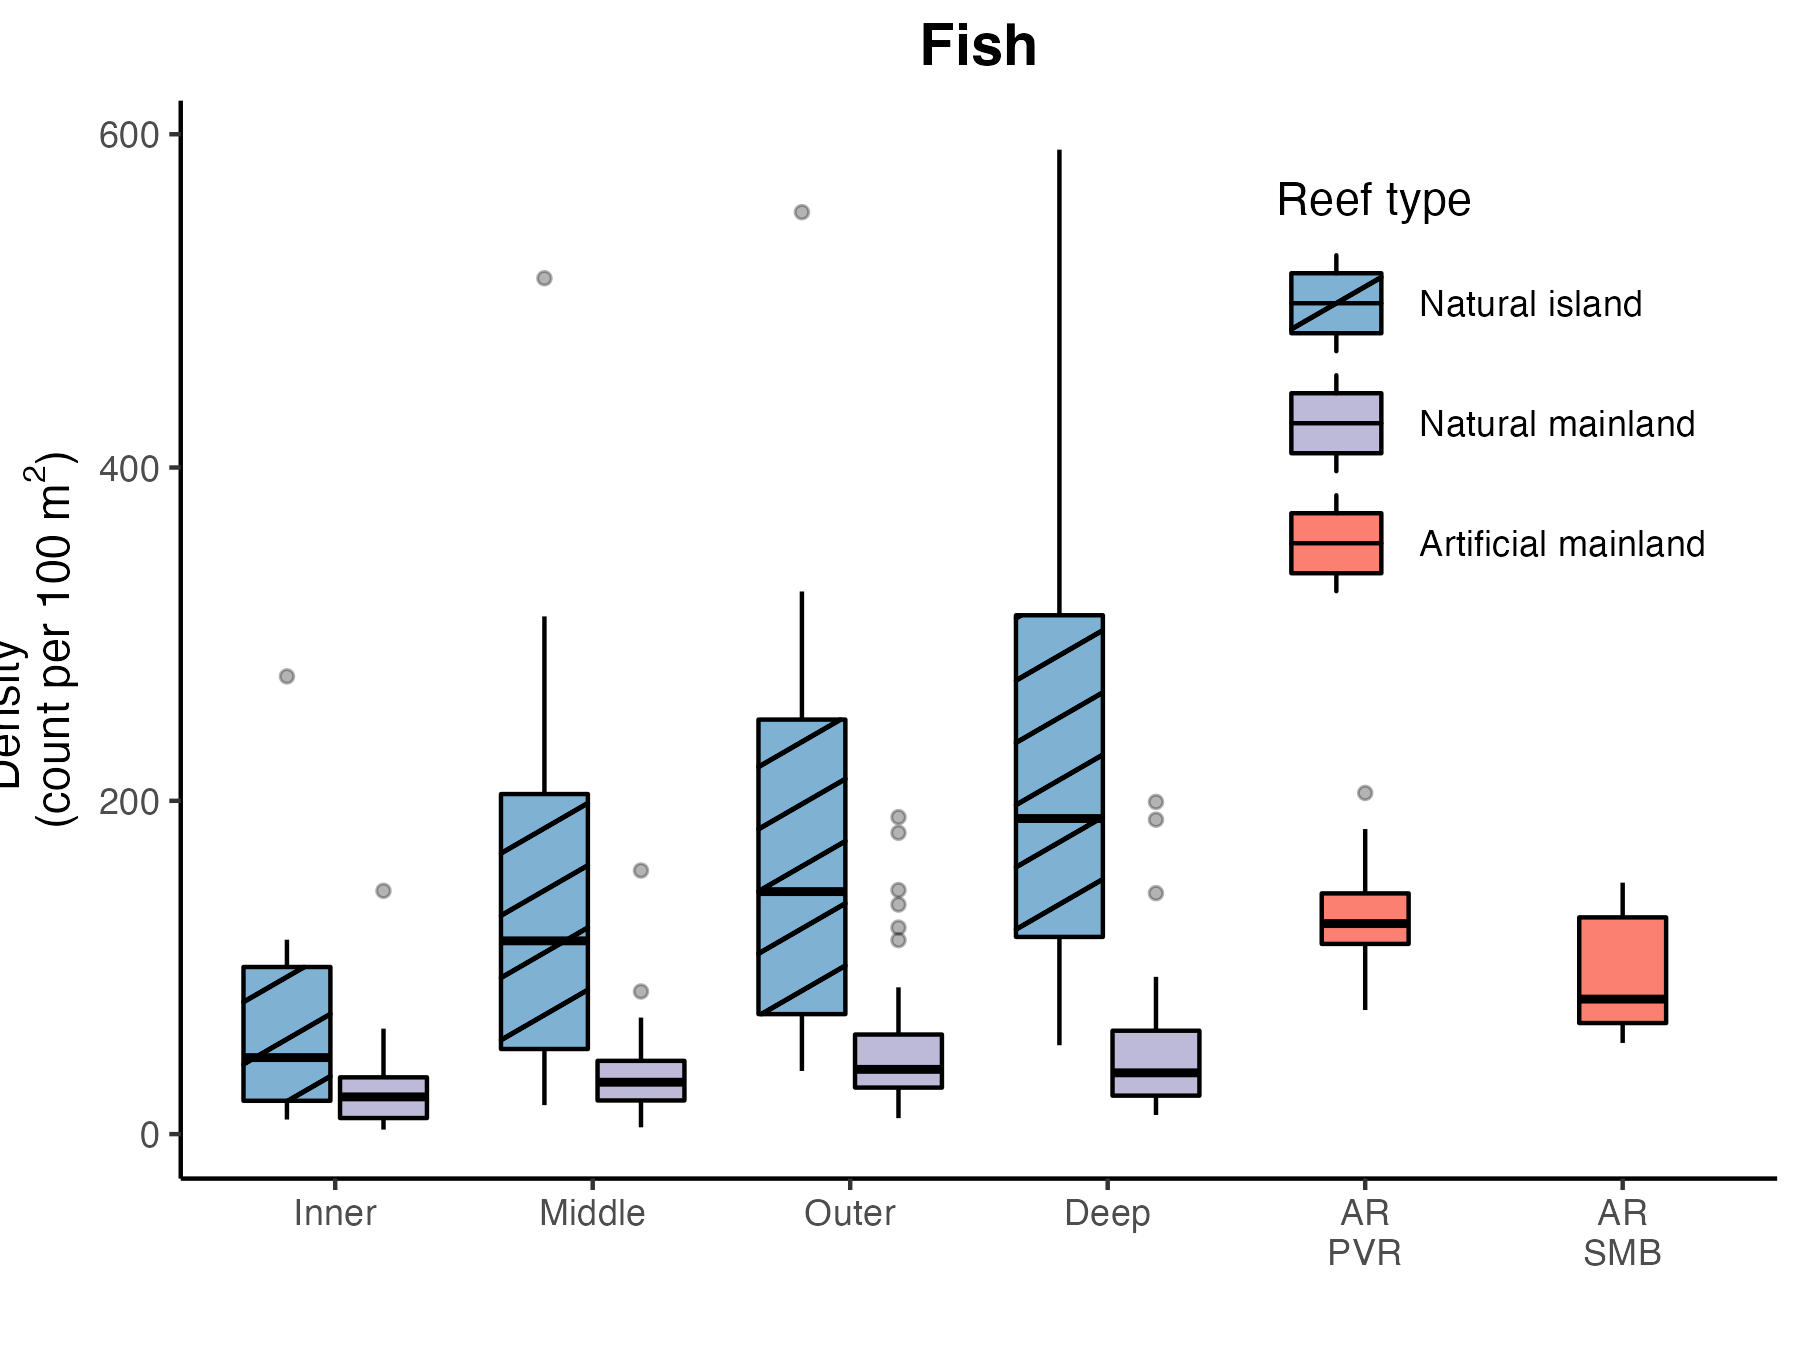 Fish
Density
(count per 100 m²)
600
400
200
0
Reef type
Natural island
Natural mainland
Artificial mainland
Inner
Middle
Outer
Deep
AR
PVR
AR
SMB